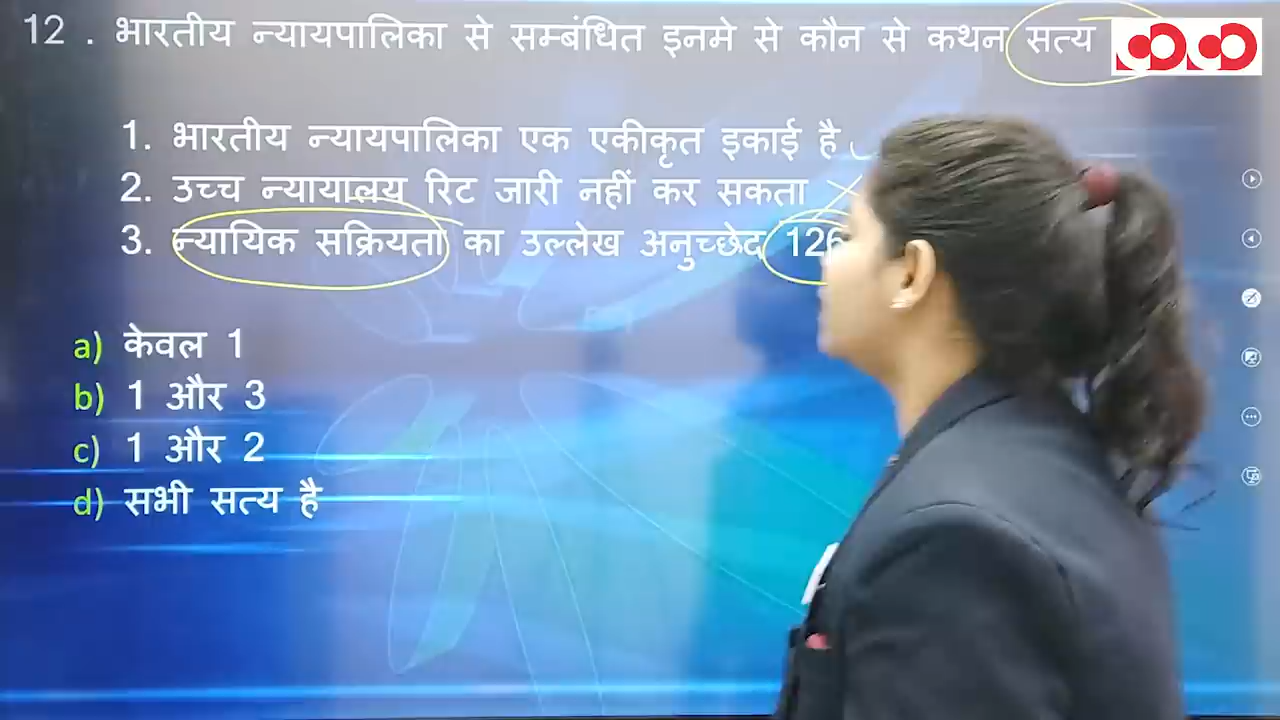 12 . भारतीय न्यायपालिका से सम्बंधित इनमे से कौन से कथन सत्य
1. भारतीय न्यायपालिका एक एकीकृत इकाई है
2. उच्च न्यायालय रिट जारी नहीं कर सकता
3. न्यायिक सक्रियता का उल्लेख अनुच्छेद 126
a) केवल 1
b) 1 और 3
c) 1 और 2
d) सभी सत्य है